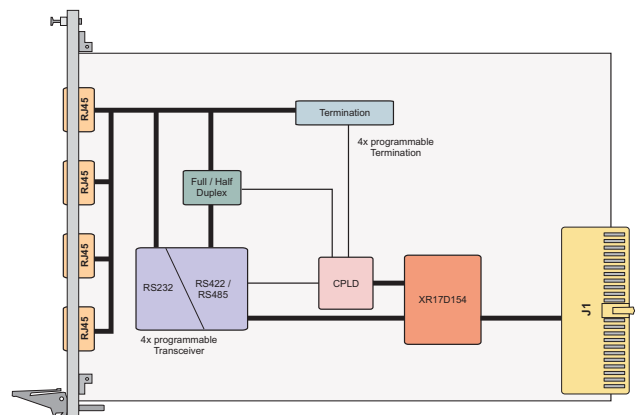 RJ45
Termination
4x programmable
Termination
RJ45
Full / Half
Duplex
RJ45
RS232
RS422 /
RS485
CPLD
XR17D154
J1
RJ45
4x programmable
Transceiver